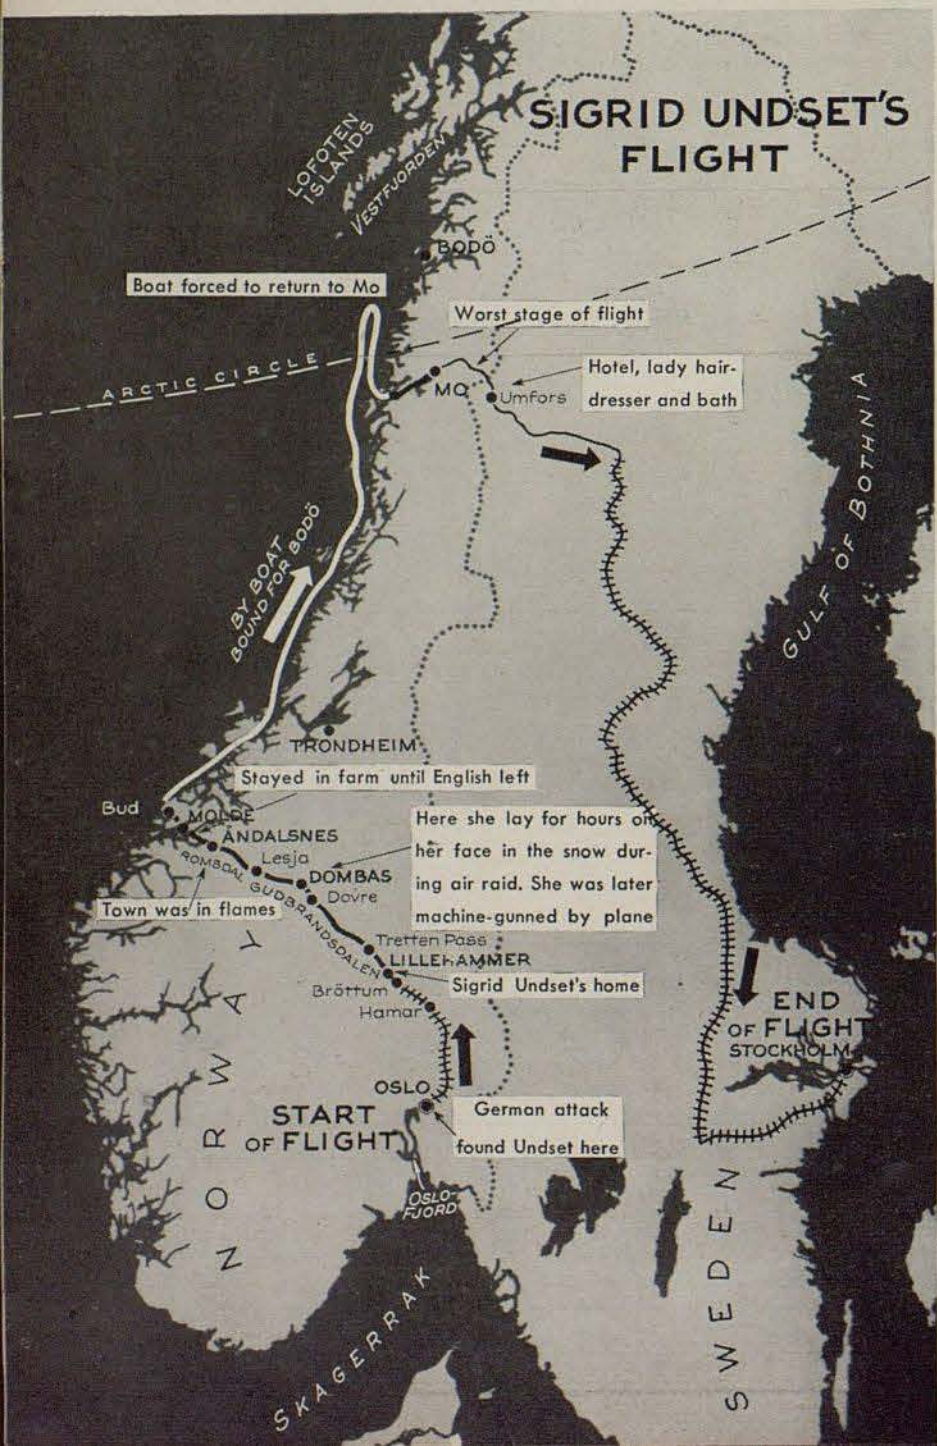 SIGRID UNDSET'S
FLIGHT
LOFOTEN
ISLANDS
VESTFJORDEN
BODÖ
Boat forced to return to Mo
Worst stage of flight
ARCTIC CIRCLE
MO
Umfors
Hotel, lady hair-
dresser and bath
GULF OF BOTHNIA
BY BOAT
BOUND FOR BODÖ
TRONDHEIM
Stayed in farm until English left
Bud
MOLDE
ÅNDALSNES
ROMSDAL
Lesja
DOMBAS
Dovre
GUDBRANDSDALEN
Here she lay for hours on
her face in the snow dur-
ing air raid. She was later
machine-gunned by plane
Town was in flames
Tretten Pass
LILLEHAMMER
Bröttum
Sigrid Undset's home
Hamar
NORWAY
END
OF FLIGHT
STOCKHOLM
OSLO
START
OF FLIGHT
German attack
found Undset here
OSLO-
FJORD
SWEDEN
SKAGERRAK